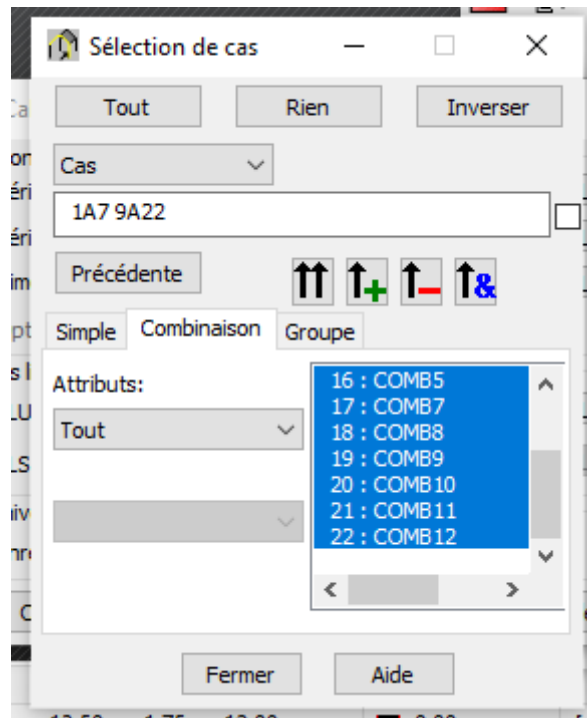 Sélection de cas
Tout Rien Inverser
Cas
1A7 9A22
Précédente
&
Simple Combinaison Groupe
Attributs:
Tout
16 : COMB5
17 : COMB7
18 : COMB8
19 : COMB9
20 : COMB10
21 : COMB11
22 : COMB12
Fermer Aide